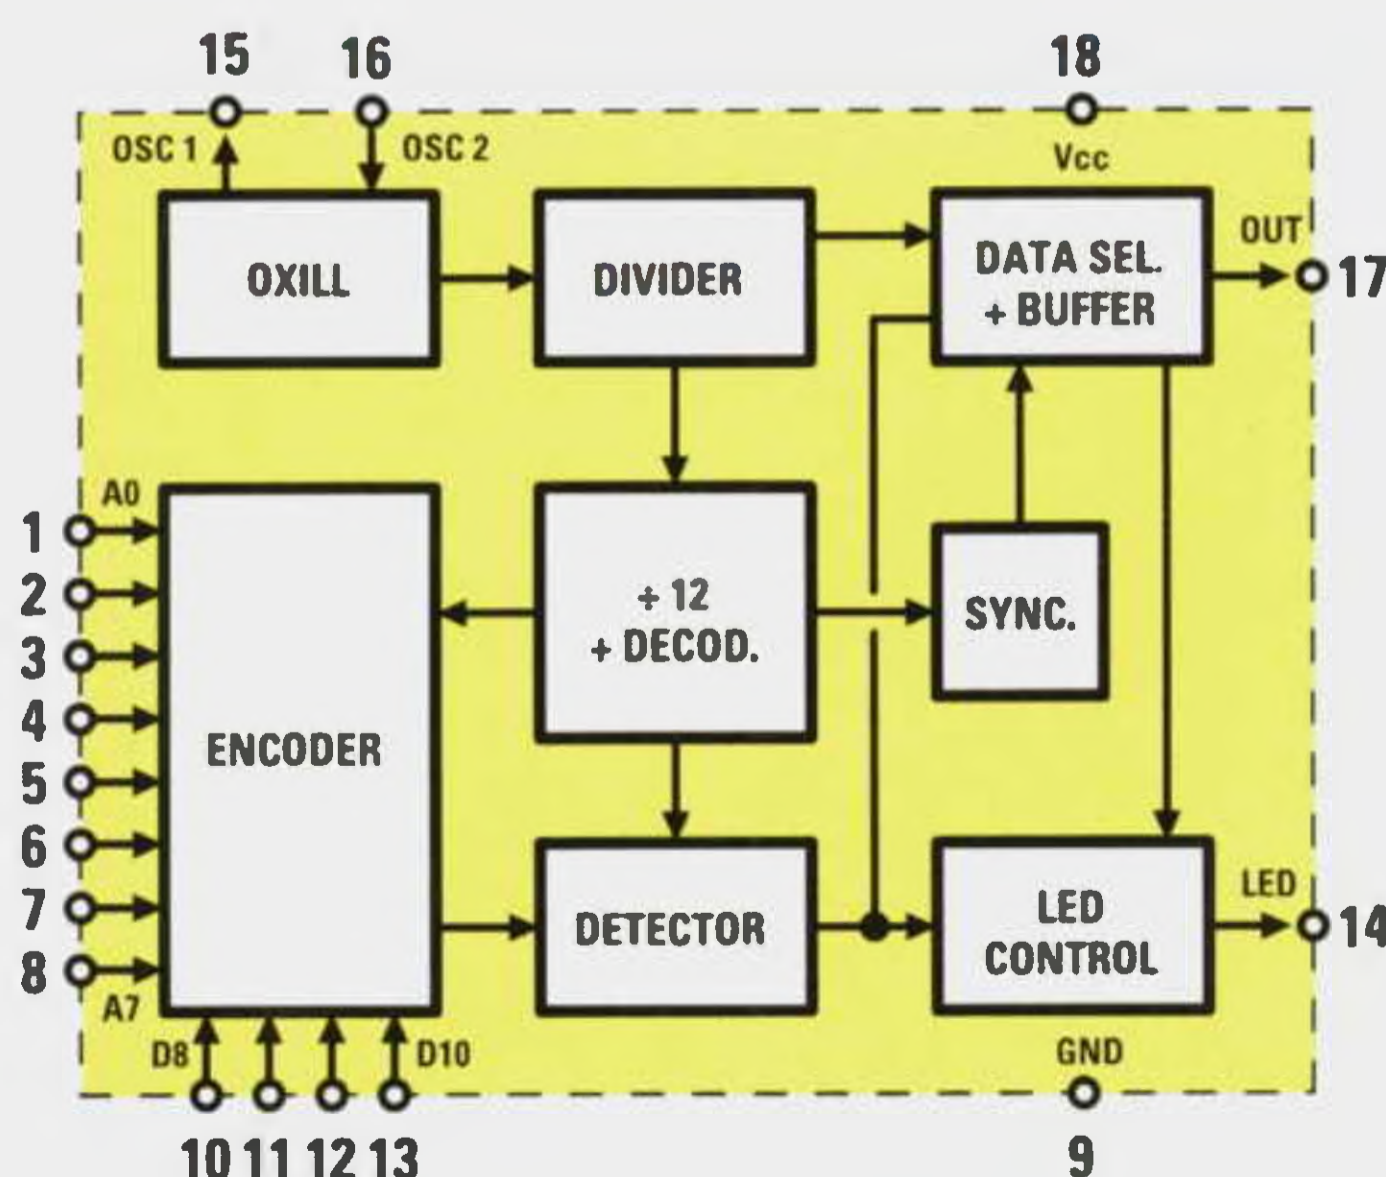 15 16 18
OSC 1 OSC 2 Vcc
OXILL
DIVIDER
DATA SEL.
+ BUFFER
OUT
17
A0
1
2
3
4
5
6
7
8
A7
ENCODER
÷ 12
+ DECOD.
SYNC.
DETECTOR
LED
CONTROL
LED
14
D8 D10
GND
10 11 12 13 9